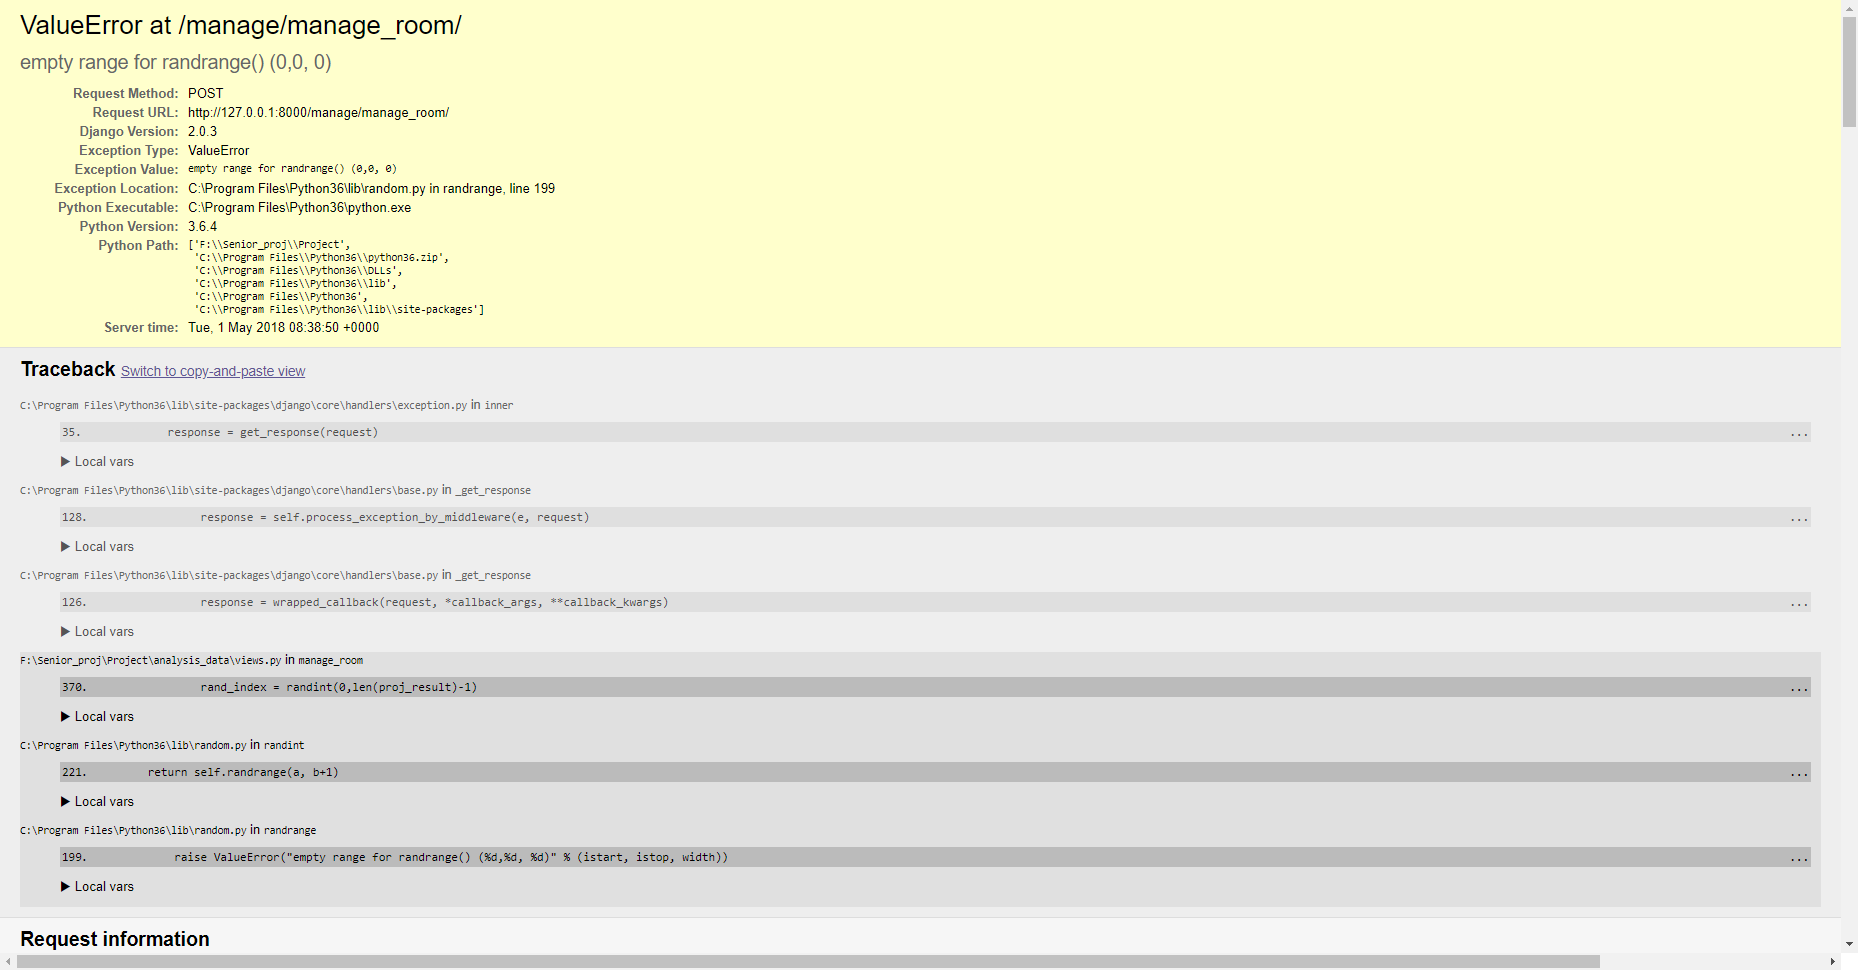 ValueError at /manage/manage_room/
empty range for randrange() (0,0, 0)
Request Method: POST
Request URL: http://127.0.0.1:8000/manage/manage_room/
Django Version: 2.0.3
Exception Type: ValueError
Exception Value: empty range for randrange() (0,0, 0)
Exception Location: C:\Program Files\Python36\lib\random.py in randrange, line 199
Python Executable: C:\Program Files\Python36\python.exe
Python Version: 3.6.4
Python Path: ['F:\\Senior_proj\\Project',
'C:\\Program Files\\Python36\\python36.zip',
'C:\\Program Files\\Python36\\DLLs',
'C:\\Program Files\\Python36\\lib',
'C:\\Program Files\\Python36',
'C:\\Program Files\\Python36\\lib\\site-packages']
Server time: Tue, 1 May 2018 08:38:50 +0000
Traceback Switch to copy-and-paste view
C:\Program Files\Python36\lib\site-packages\django\core\handlers\exception.py in inner
35. response = get_response(request) ...
▶ Local vars
C:\Program Files\Python36\lib\site-packages\django\core\handlers\base.py in _get_response
128. response = self.process_exception_by_middleware(e, request) ...
▶ Local vars
C:\Program Files\Python36\lib\site-packages\django\core\handlers\base.py in _get_response
126. response = wrapped_callback(request, *callback_args, **callback_kwargs) ...
▶ Local vars
F:\Senior_proj\Project\analysis_data\views.py in manage_room
370. rand_index = randint(0,len(proj_result)-1) ...
▶ Local vars
C:\Program Files\Python36\lib\random.py in randint
221. return self.randrange(a, b+1) ...
▶ Local vars
C:\Program Files\Python36\lib\random.py in randrange
199. raise ValueError("empty range for randrange() (%d,%d, %d)" % (istart, istop, width)) ...
▶ Local vars
Request information